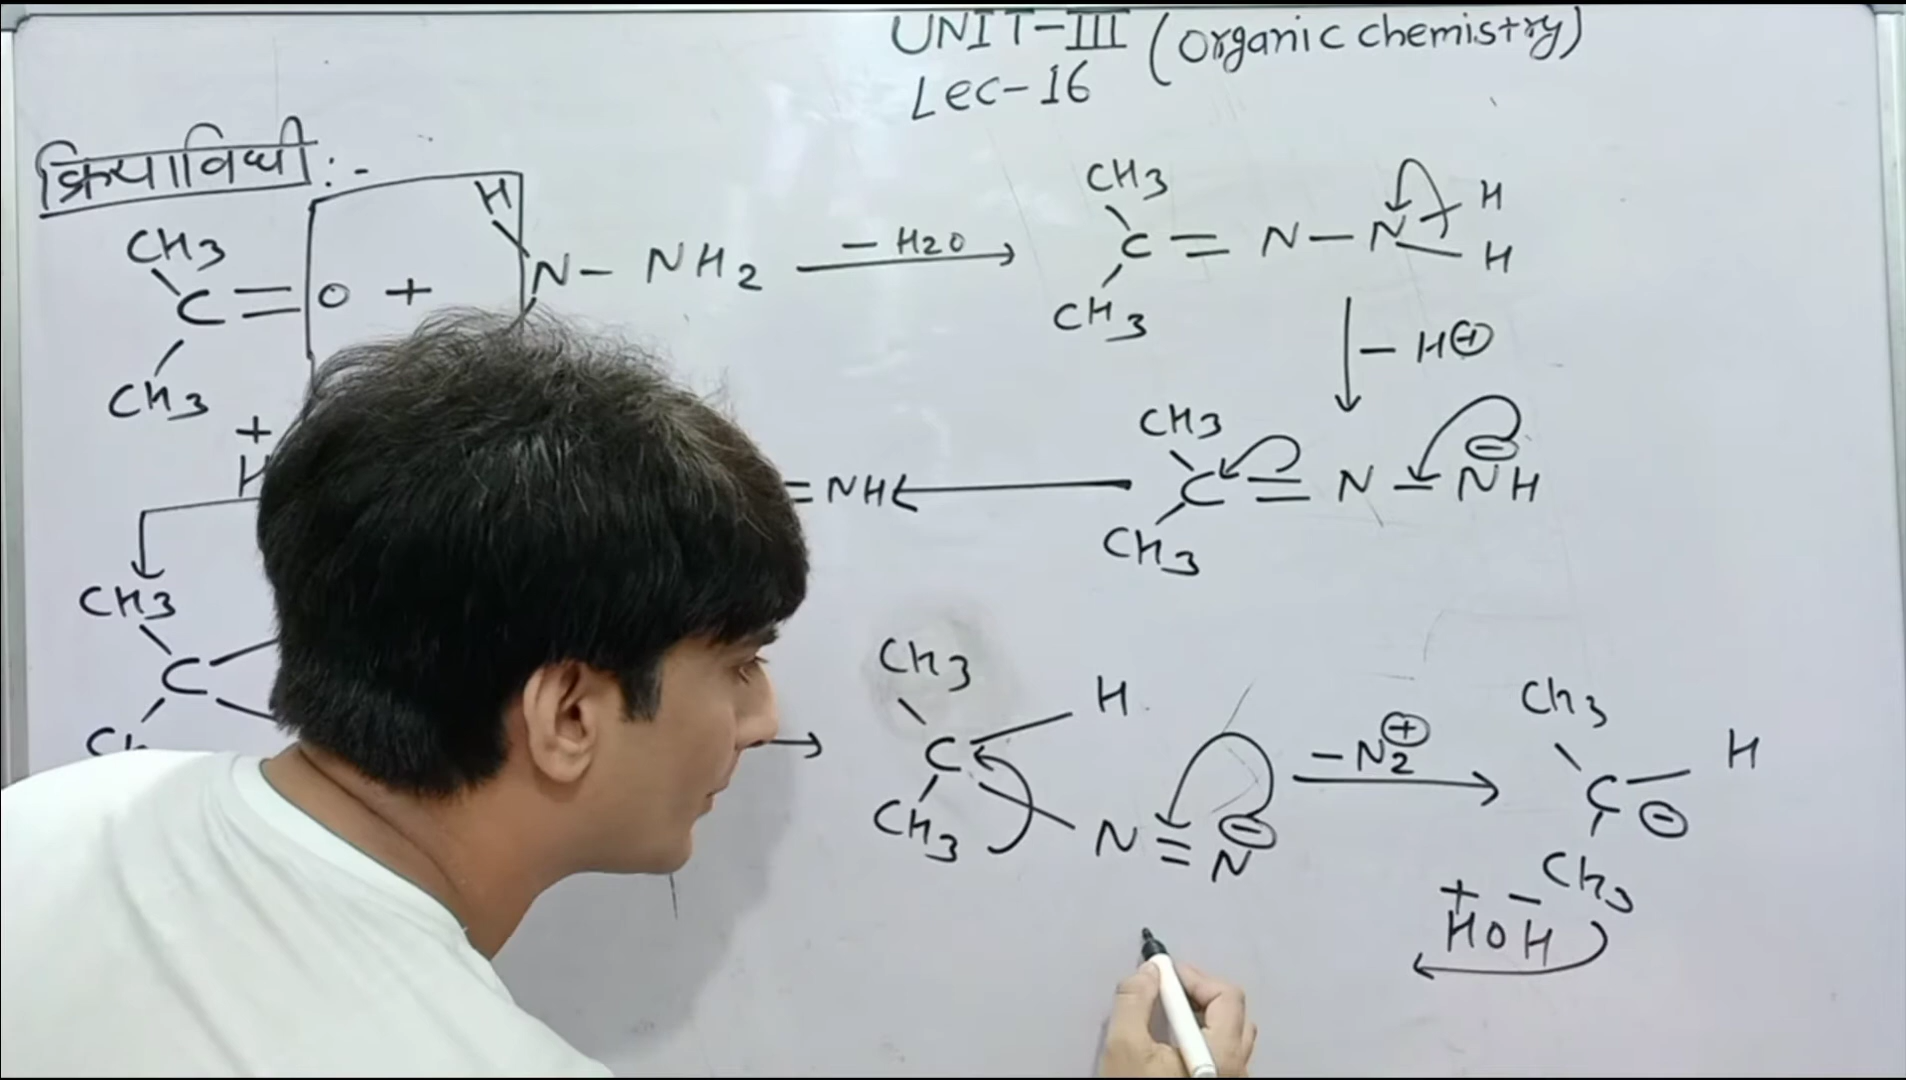 UNIT-III (Organic chemistry)
Lec-16
क्रियाविधी :-
CH3
C=O + H
N-NH2
CH3
-H2O
CH3
C=N-N H
H
CH3
-H⊕
CH3
C=N-N⊖H
CH3
=NH
+
H
CH3
C
CH3
C H
N=N⊖
CH3
-N2⊕
CH3
C⊖ H
CH3
+ -
HOH